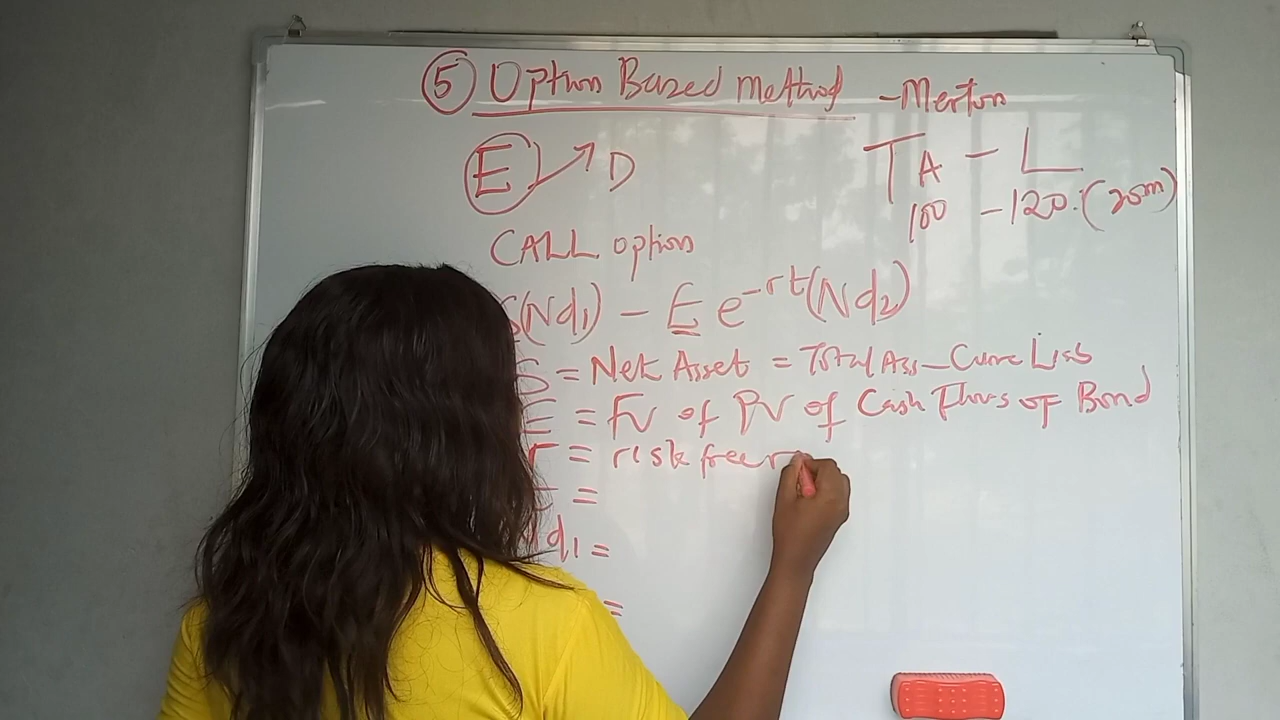 5 Option Based method - Merton
E → D TA - L
100 - 120: (20m)
CALL option
S(Nd1) - E e^-rt(Nd2)
S = Net Asset = Total Ass - Curre Liab
E = FV of PV of Cash Flows of Bond
r = risk free r
=
d1 =
=